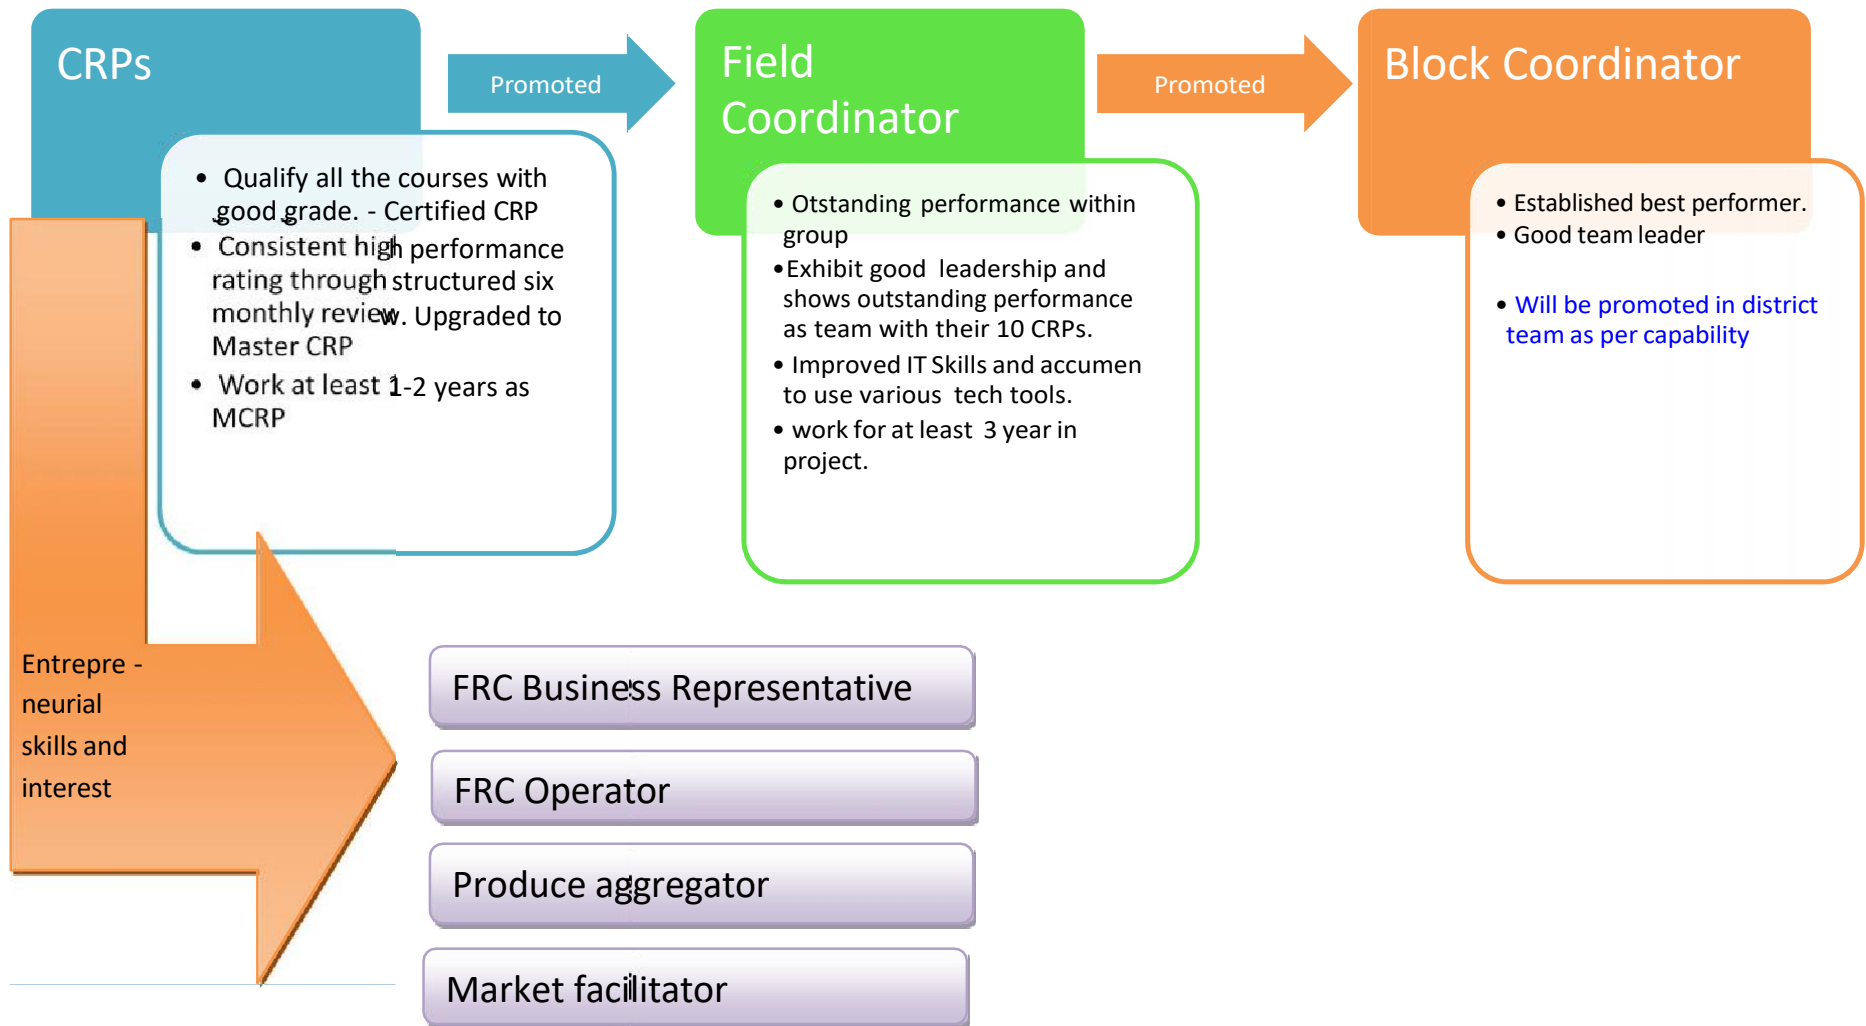 CRPs
• Qualify all the courses with
good grade. - Certified CRP
• Consistent high performance
rating through structured six
monthly review. Upgraded to
Master CRP
• Work at least 1-2 years as
MCRP
Promoted
Field
Coordinator
• Otstanding performance within
group
•Exhibit good leadership and
shows outstanding performance
as team with their 10 CRPs.
• Improved IT Skills and accumen
to use various tech tools.
• work for at least 3 year in
project.
Promoted
Block Coordinator
• Established best performer.
• Good team leader
• Will be promoted in district
team as per capability
Entrepre -
neurial
skills and
interest
FRC Business Representative
FRC Operator
Produce aggregator
Market facilitator